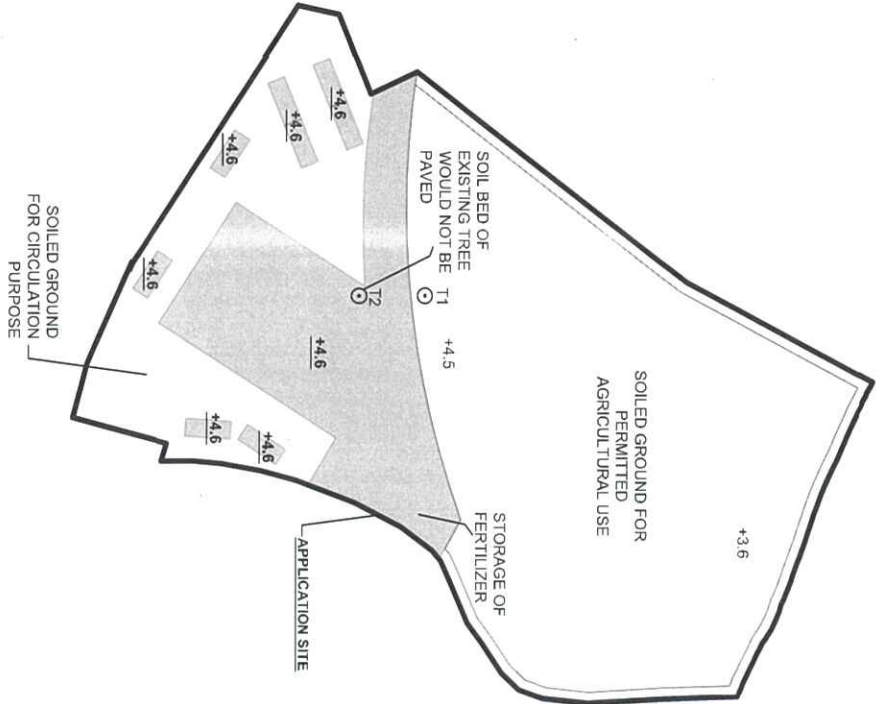 +3.6
SOILED GROUND FOR
PERMITTED
AGRICULTURAL USE
STORAGE OF
FERTILIZER
APPLICATION SITE
+4.5
T1
T2
SOIL BED OF
EXISTING TREE
WOULD NOT BE
PAVED
+4.6
+4.6
+4.6
+4.6
+4.6
+4.6
+4.6
SOILED GROUND
FOR CIRCULATION
PURPOSE